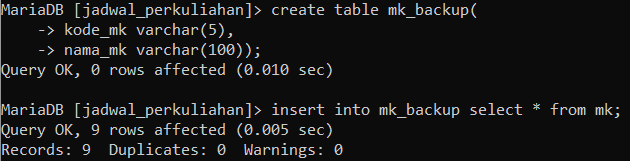 MariaDB [jadwal_perkuliahan]> create table mk_backup(
    -> kode_mk varchar(5),
    -> nama_mk varchar(100));
Query OK, 0 rows affected (0.010 sec)

MariaDB [jadwal_perkuliahan]> insert into mk_backup select * from mk;
Query OK, 9 rows affected (0.005 sec)
Records: 9  Duplicates: 0  Warnings: 0